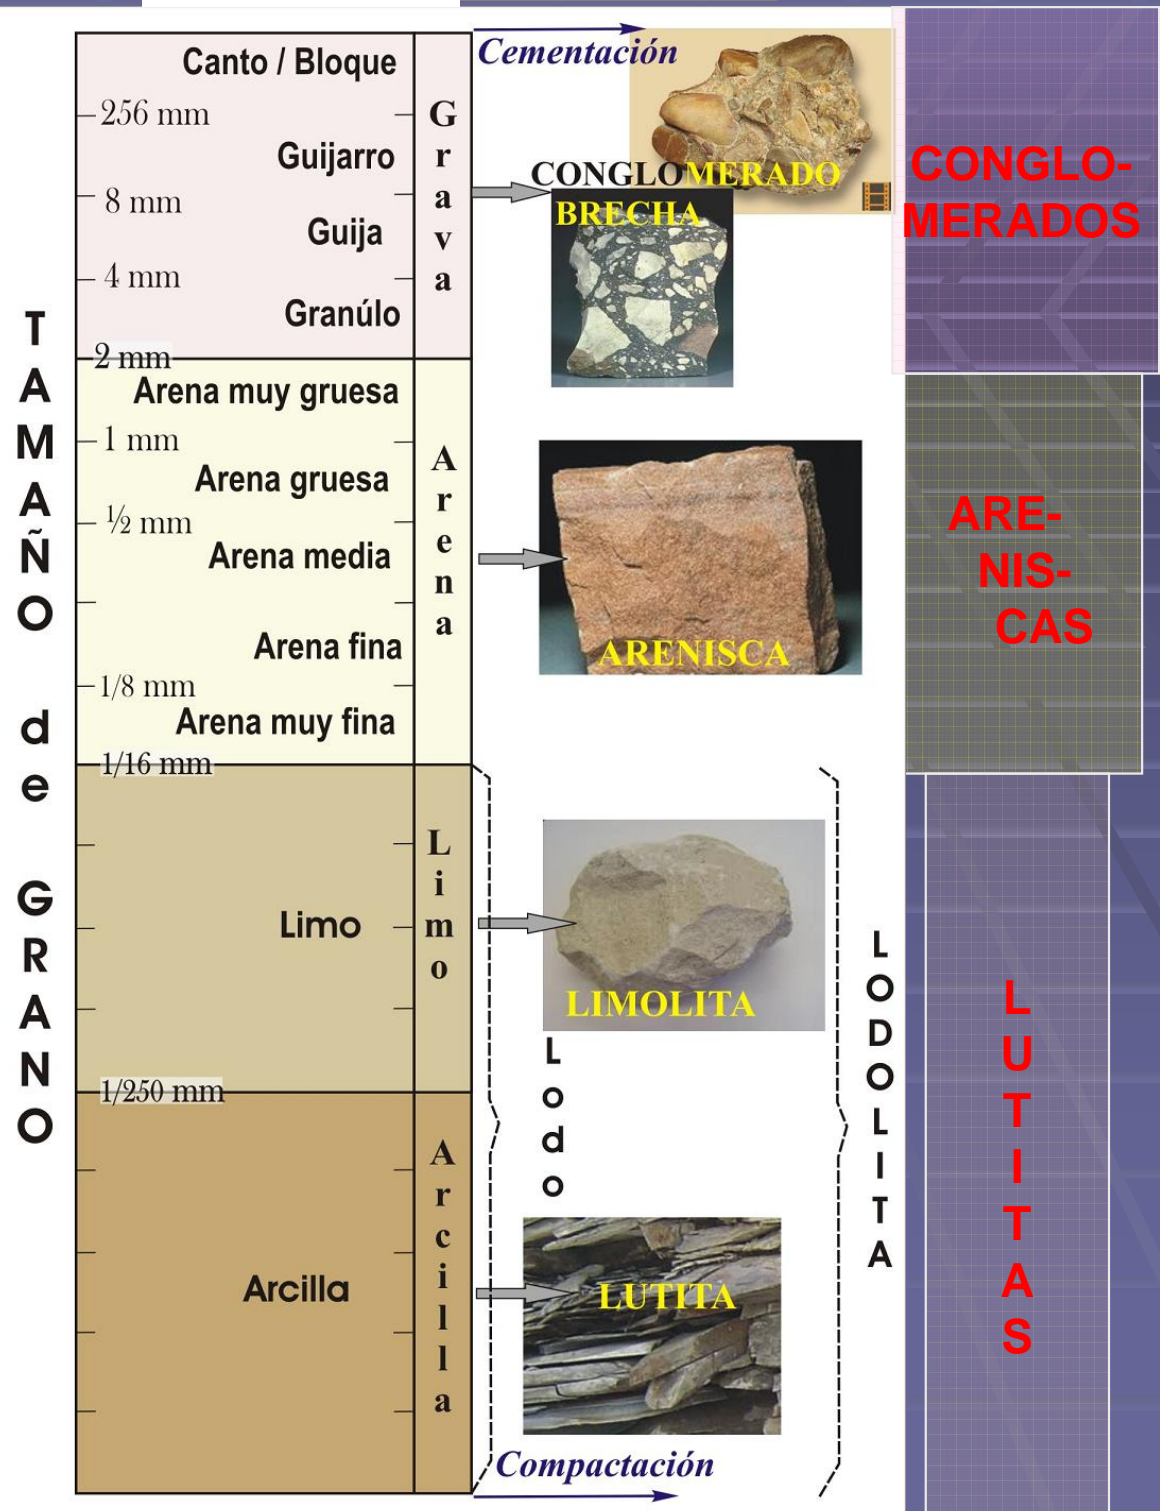 TAMAÑO de GRANO
Canto / Bloque
256 mm
Guijarro
8 mm
Guija
4 mm
Granúlo
2 mm
Arena muy gruesa
1 mm
Arena gruesa
½ mm
Arena media
Arena fina
1/8 mm
Arena muy fina
1/16 mm
Limo
1/250 mm
Arcilla
Grava
Arena
Limo
Arcilla
Cementación
CONGLOMERADO
BRECHA
ARENISCA
LIMOLITA
Lodo
LUTITA
Compactación
LODOLITA
CONGLO-
MERADOS
ARE-
NIS-
CAS
LUTITAS